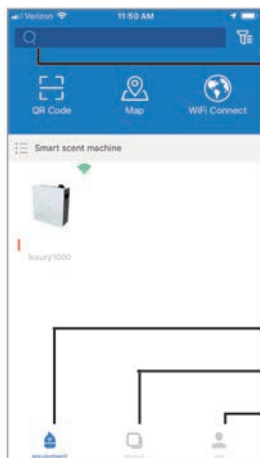 Verizon 11:50 AM
QR Code Map WiFi Connect
Smart scent machine
luxury1000
equipment